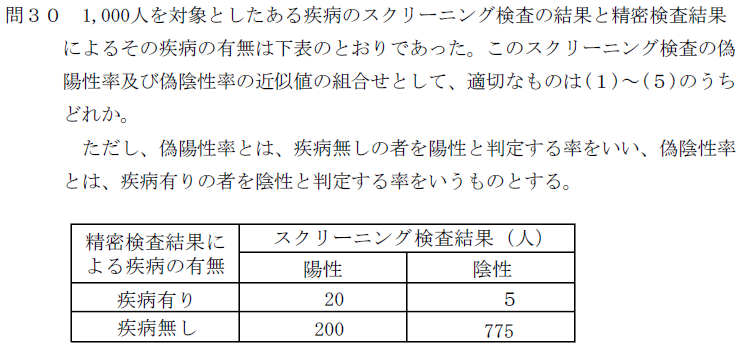 問３０　1,000人を対象としたある疾病のスクリーニング検査の結果と精密検査結果
によるその疾病の有無は下表のとおりであった。このスクリーニング検査の偽
陽性率及び偽陰性率の近似値の組合せとして、適切なものは(１)～(５)のうち
どれか。
ただし、偽陽性率とは、疾病無しの者を陽性と判定する率をいい、偽陰性率
とは、疾病有りの者を陰性と判定する率をいうものとする。
精密検査結果に
よる疾病の有無
スクリーニング検査結果（人）
陽性　陰性
疾病有り　20　5
疾病無し　200　775